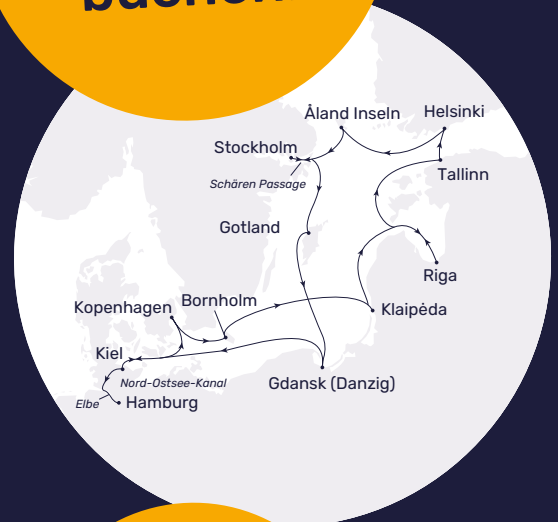 buchen
Åland Inseln
Helsinki
Stockholm
Schären Passage
Tallinn
Gotland
Riga
Kopenhagen
Bornholm
Klaipėda
Kiel
Nord-Ostsee-Kanal
Gdansk (Danzig)
Elbe
Hamburg